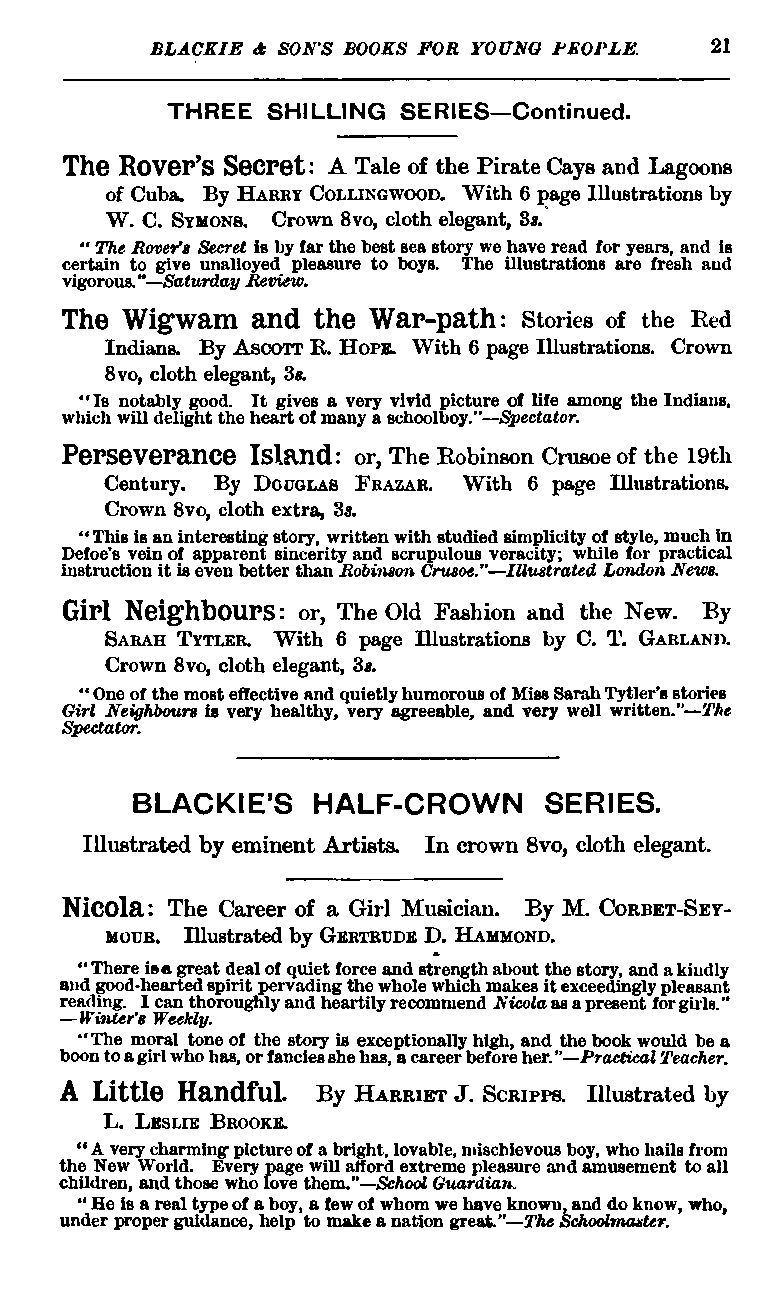 BLACKIE & SON'S BOOKS FOR YOUNG PEOPLE. 21
THREE SHILLING SERIES—Continued.
The Rover's Secret: A Tale of the Pirate Cays and Lagoons
of Cuba. By HARRY COLLINGWOOD. With 6 page Illustrations by
W. C. SYMONS. Crown 8vo, cloth elegant, 3s.
"The Rover's Secret is by far the best sea story we have read for years, and is
certain to give unalloyed pleasure to boys. The illustrations are fresh and
vigorous."—Saturday Review.
The Wigwam and the War-path: Stories of the Red
Indians. By ASCOTT R. HOPE. With 6 page Illustrations. Crown
8vo, cloth elegant, 3s.
"Is notably good. It gives a very vivid picture of life among the Indians,
which will delight the heart of many a schoolboy."—Spectator.
Perseverance Island: or, The Robinson Crusoe of the 19th
Century. By DOUGLAS FRAZAR. With 6 page Illustrations.
Crown 8vo, cloth extra, 3s.
"This is an interesting story, written with studied simplicity of style, much in
Defoe's vein of apparent sincerity and scrupulous veracity; while for practical
instruction it is even better than Robinson Crusoe."—Illustrated London News.
Girl Neighbours: or, The Old Fashion and the New. By
SARAH TYTLER. With 6 page Illustrations by C. T. GARLAND.
Crown 8vo, cloth elegant, 3s.
"One of the most effective and quietly humorous of Miss Sarah Tytler's stories
Girl Neighbours is very healthy, very agreeable, and very well written."—The
Spectator.
BLACKIE'S HALF-CROWN SERIES.
Illustrated by eminent Artists. In crown 8vo, cloth elegant.
Nicola: The Career of a Girl Musician. By M. CORBET-SEY-
MOUR. Illustrated by GERTRUDE D. HAMMOND.
"There is a great deal of quiet force and strength about the story, and a kindly
and good-hearted spirit pervading the whole which makes it exceedingly pleasant
reading. I can thoroughly and heartily recommend Nicola as a present for girls."
—Winter's Weekly.
"The moral tone of the story is exceptionally high, and the book would be a
boon to a girl who has, or fancies she has, a career before her."—Practical Teacher.
A Little Handful. By HARRIET J. SCRIPPS. Illustrated by
L. LESLIE BROOKE.
"A very charming picture of a bright, lovable, mischievous boy, who hails from
the New World. Every page will afford extreme pleasure and amusement to all
children, and those who love them."—School Guardian.
"He is a real type of a boy, a few of whom we have known, and do know, who,
under proper guidance, help to make a nation great."—The Schoolmaster.